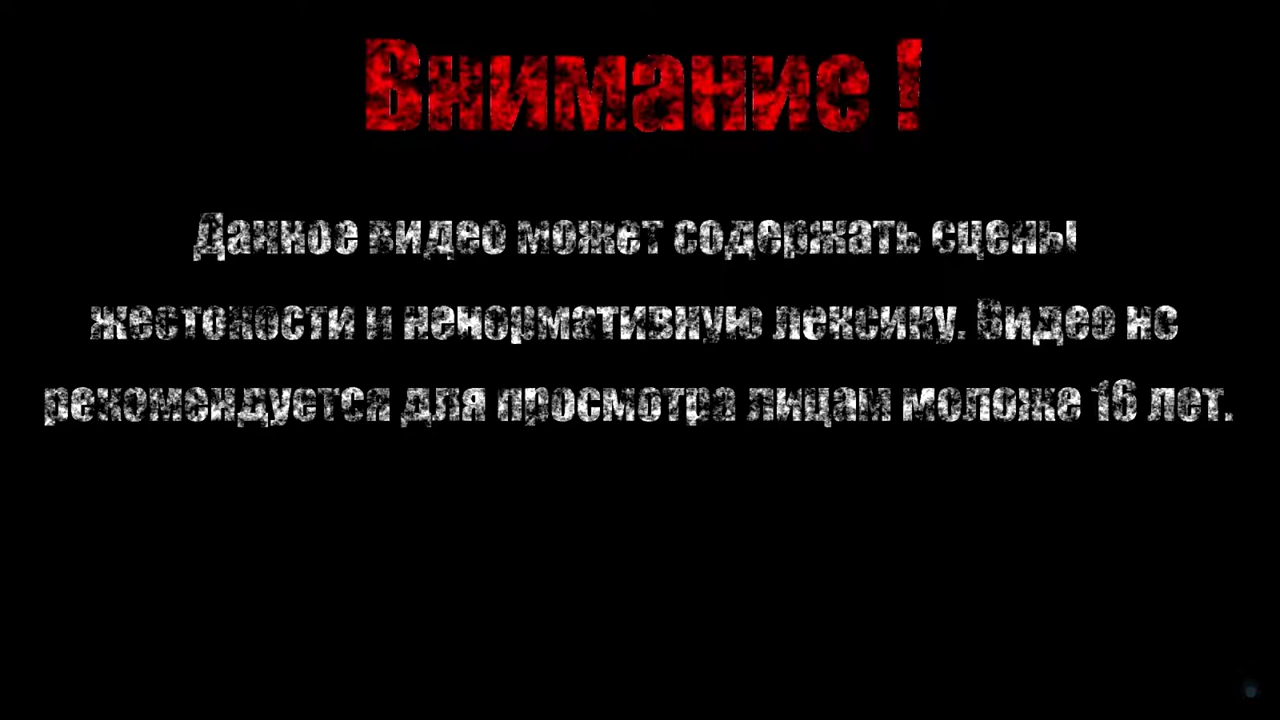 Внимание !
Данное видео может содержать сцены
жестокости и ненормативную лексику. Видео не
рекомендуется для просмотра лицам моложе 16 лет.